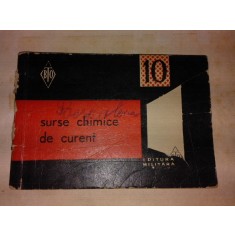 10
surse chimice
de curent
EDITURA
MILITARA